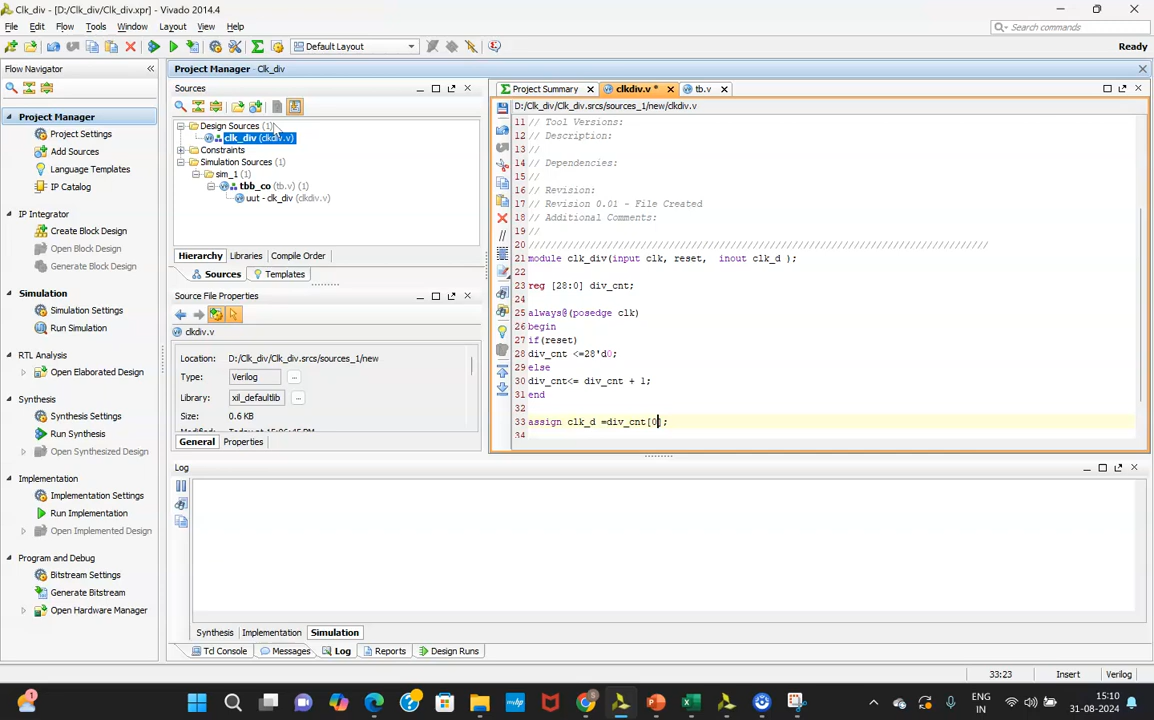 Clk_div - [D:/Clk_div/Clk_div.xpr] - Vivado 2014.4
File Edit Flow Tools Window Layout View Help
Search commands
Default Layout
Ready
Flow Navigator
Project Manager
Project Settings
Add Sources
Language Templates
IP Catalog
IP Integrator
Create Block Design
Open Block Design
Generate Block Design
Simulation
Simulation Settings
Run Simulation
RTL Analysis
Open Elaborated Design
Synthesis
Synthesis Settings
Run Synthesis
Open Synthesized Design
Implementation
Implementation Settings
Run Implementation
Open Implemented Design
Program and Debug
Bitstream Settings
Generate Bitstream
Open Hardware Manager
Project Manager - Clk_div
Sources
Design Sources (1)
clk_div (clkdiv.v)
Constraints
Simulation Sources (1)
sim_1 (1)
tbb_co (tb.v) (1)
uut - clk_div (clkdiv.v)
Hierarchy Libraries Compile Order
Sources Templates
Source File Properties
clkdiv.v
Location: D:/Clk_div/Clk_div.srcs/sources_1/new
Type: Verilog
Library: xil_defaultlib
Size: 0.6 KB
General Properties
Project Summary clkdiv.v * tb.v
D:/Clk_div/Clk_div.srcs/sources_1/new/clkdiv.v
11 // Tool Versions:
12 // Description:
13 //
14 // Dependencies:
15 //
16 // Revision:
17 // Revision 0.01 - File Created
18 // Additional Comments:
19 //
20 //////////////////////////////////////////////////////////////////////////////////
21 module clk_div(input clk, reset, inout clk_d );
22
23 reg [28:0] div_cnt;
24
25 always@(posedge clk)
26 begin
27 if(reset)
28 div_cnt <=28'd0;
29 else
30 div_cnt<= div_cnt + 1;
31 end
32
33 assign clk_d =div_cnt[0];
34
Log
Synthesis Implementation Simulation
Tcl Console Messages Log Reports Design Runs
33:23 Insert Verilog
1
ENG
IN
15:10
31-08-2024